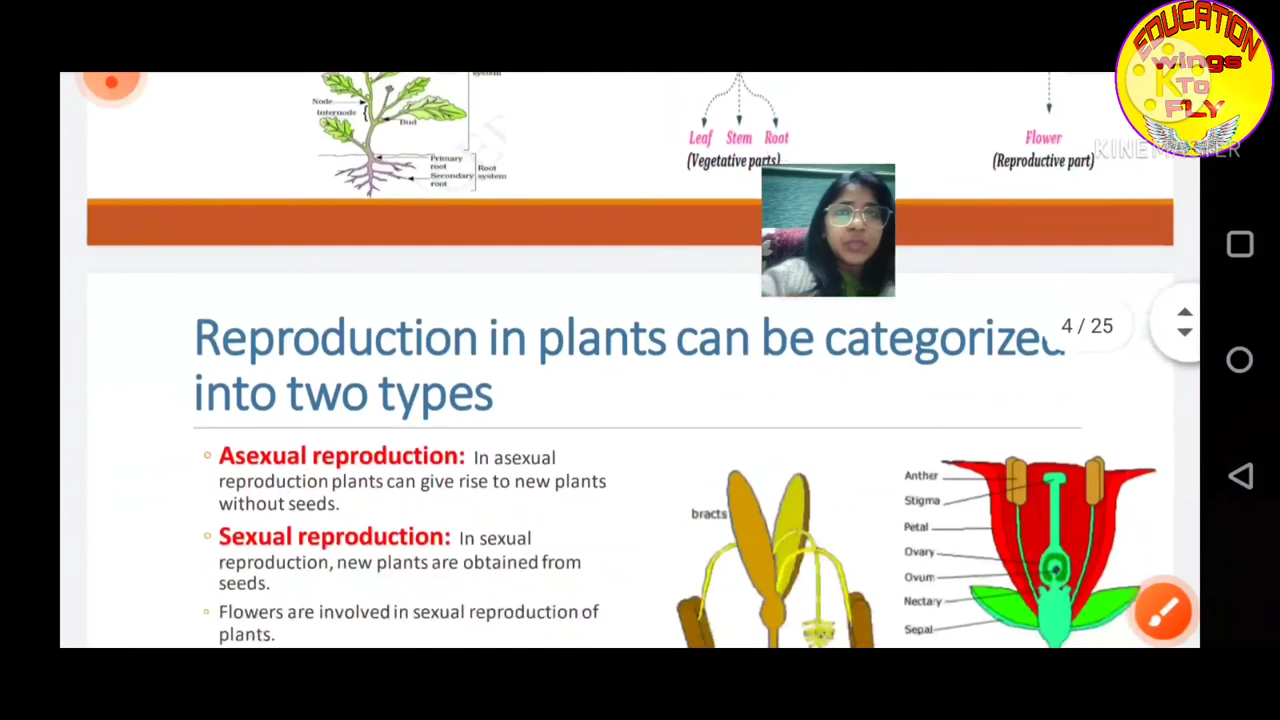 EDUCATION
wings
TO
FLY
KINEMASTER
system
Node
Internode
Bud
Primary
root
Secondary
root
Root
system
Leaf Stem Root
(Vegetative parts)
Flower
(Reproductive part)
4 / 25
Reproduction in plants can be categorized
into two types
Asexual reproduction: In asexual
reproduction plants can give rise to new plants
without seeds.
Sexual reproduction: In sexual
reproduction, new plants are obtained from
seeds.
Flowers are involved in sexual reproduction of
plants.
bracts
Anther
Stigma
Petal
Ovary
Ovum
Nectary
Sepal